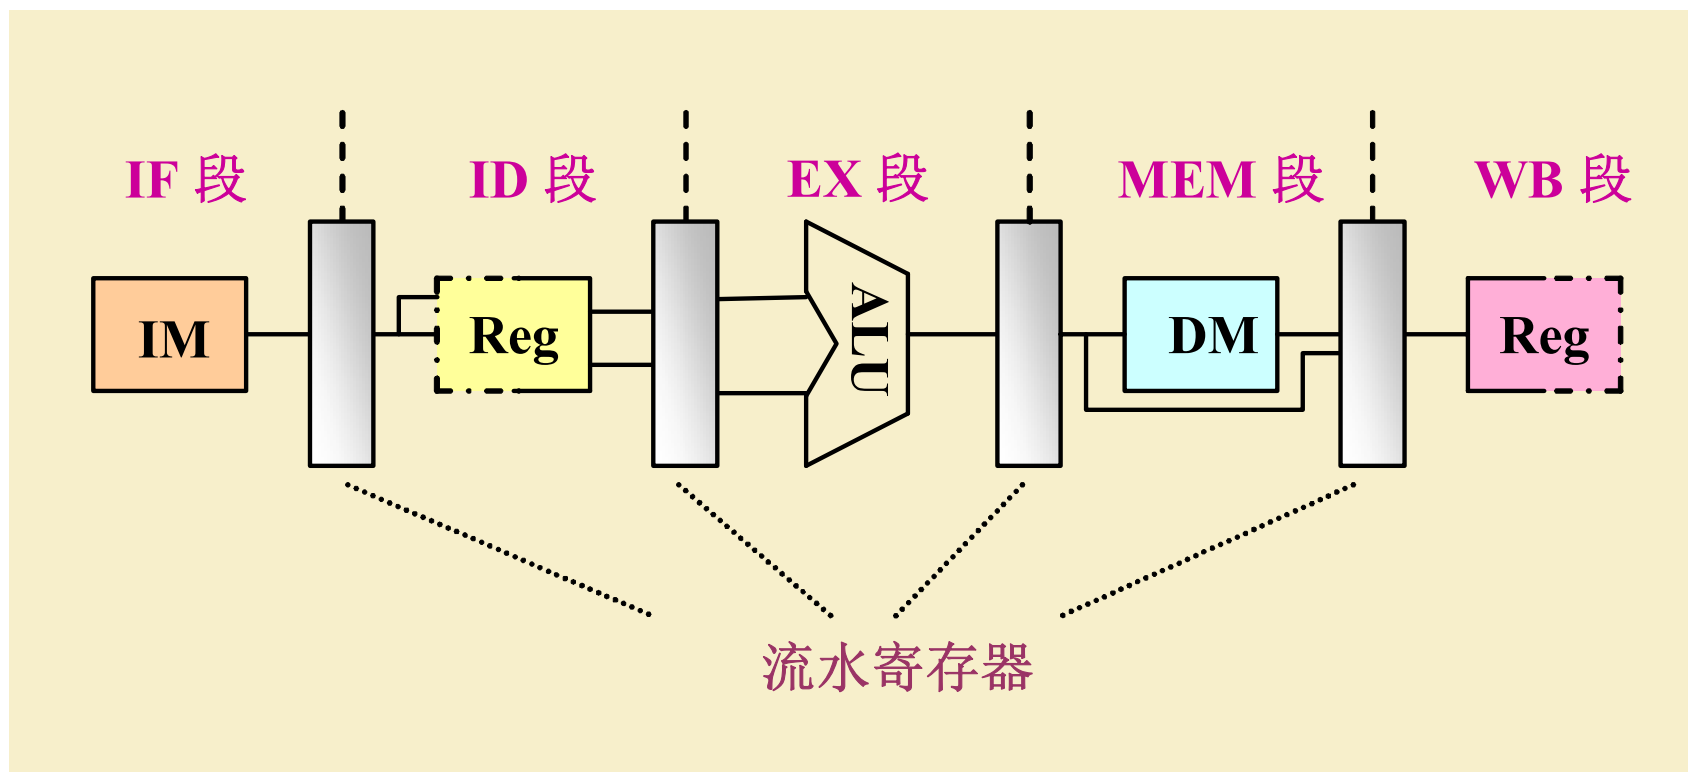 IF 段 ID 段 EX 段 MEM 段 WB 段
IM Reg ALU DM Reg
流水寄存器